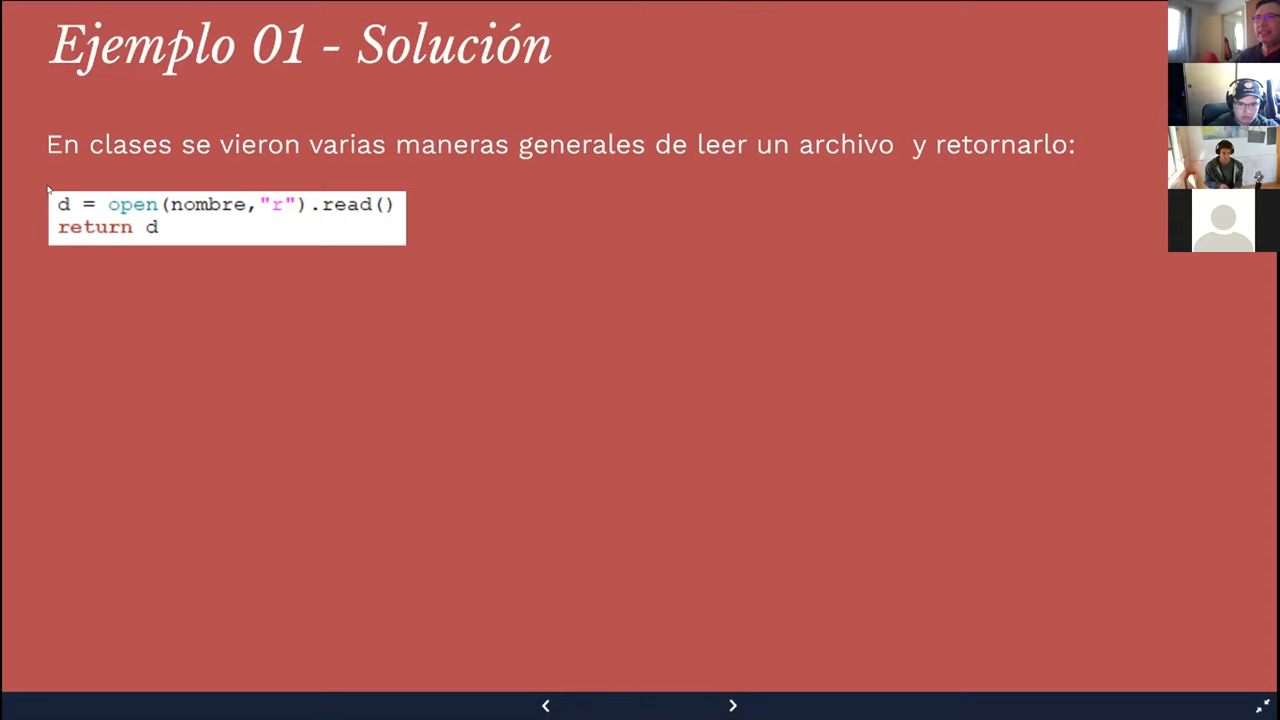 Ejemplo 01 - Solución
En clases se vieron varias maneras generales de leer un archivo  y retornarlo:
d = open(nombre,"r").read()
return d